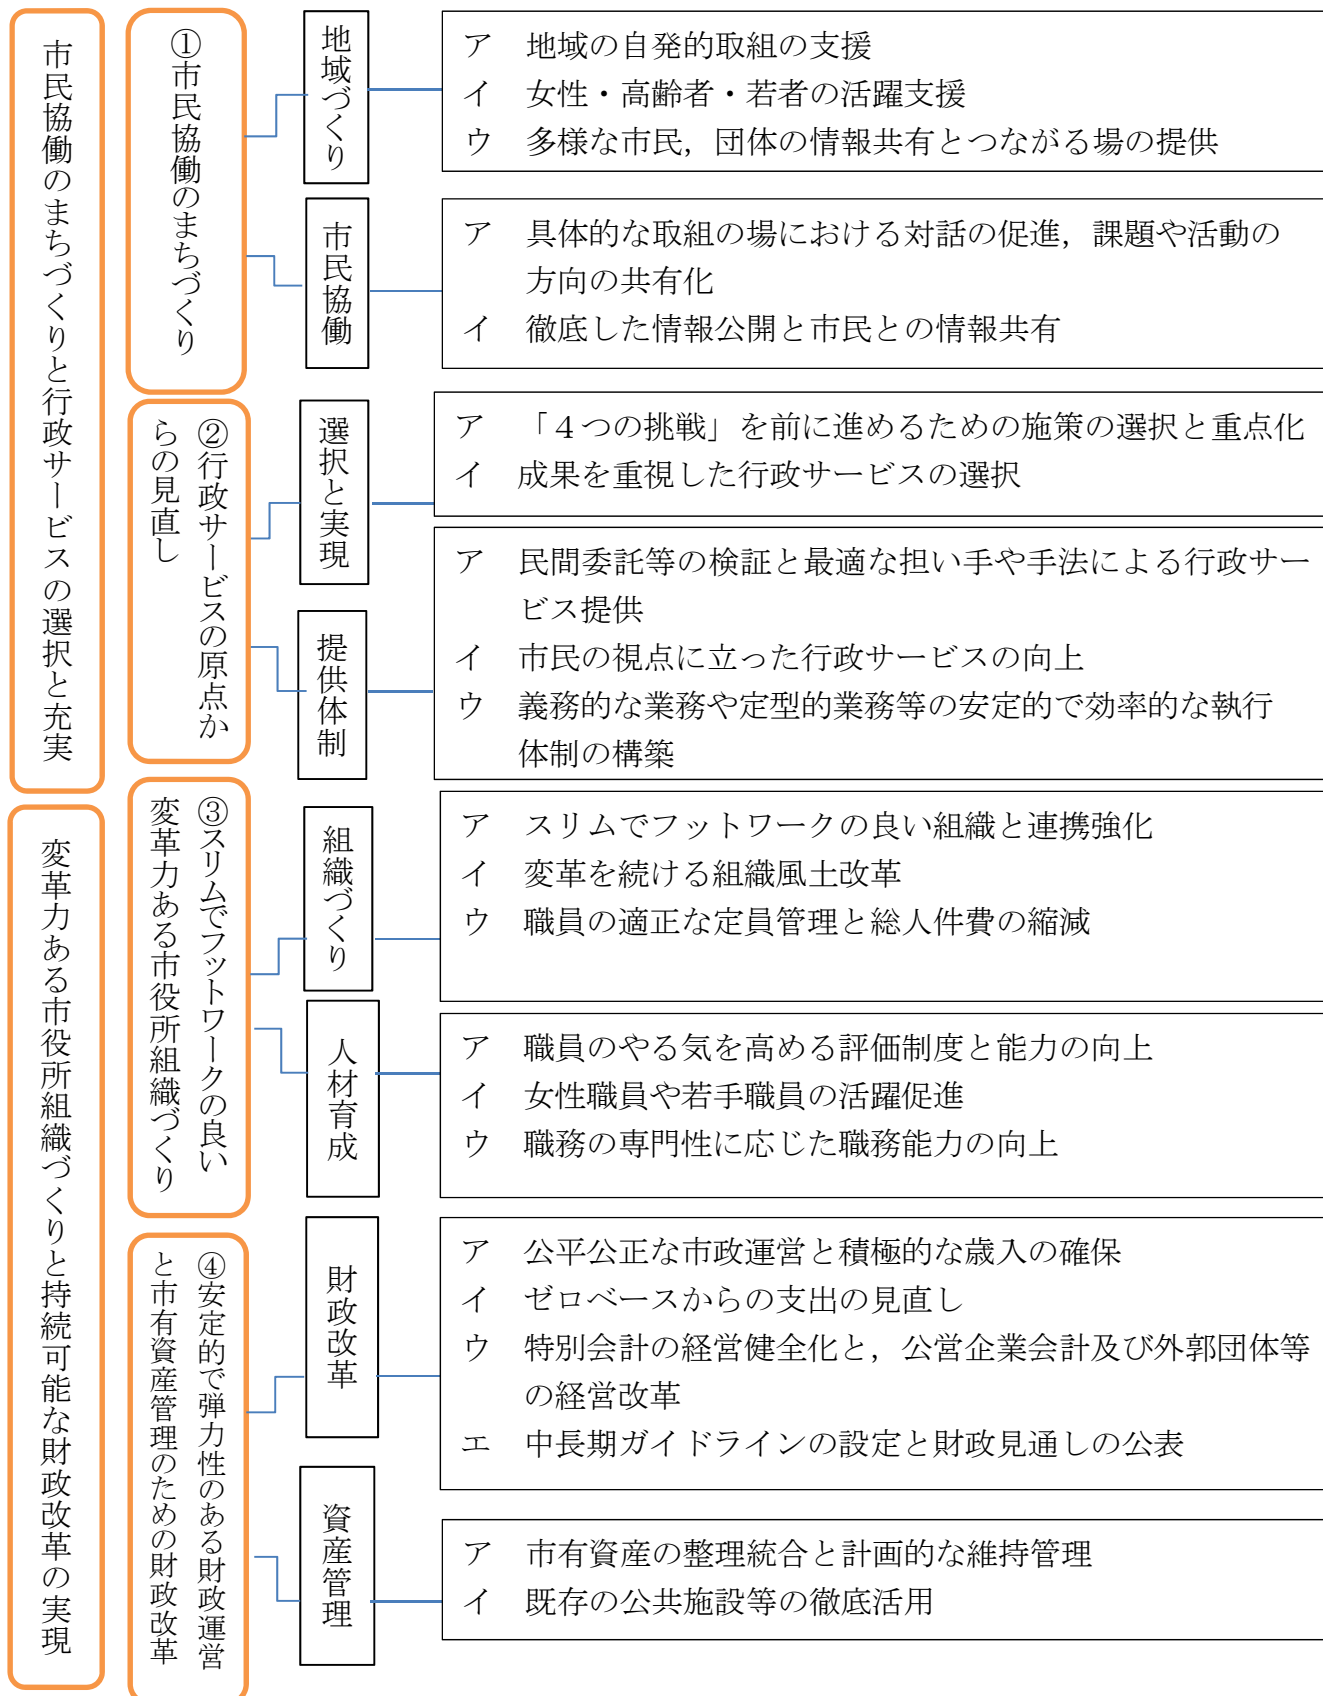 市民協働のまちづくりと行政サービスの選択と充実
①市民協働のまちづくり
地域づくり
ア　地域の自発的取組の支援
イ　女性・高齢者・若者の活躍支援
ウ　多様な市民，団体の情報共有とつながる場の提供
市民協働
ア　具体的な取組の場における対話の促進，課題や活動の
方向の共有化
イ　徹底した情報公開と市民との情報共有
②行政サービスの原点か
らの見直し
選択と実現
ア　「４つの挑戦」を前に進めるための施策の選択と重点化
イ　成果を重視した行政サービスの選択
提供体制
ア　民間委託等の検証と最適な担い手や手法による行政サー
ビス提供
イ　市民の視点に立った行政サービスの向上
ウ　義務的な業務や定型的業務等の安定的で効率的な執行
体制の構築
変革力ある市役所組織づくりと持続可能な財政改革の実現
③スリムでフットワークの良い
変革力ある市役所組織づくり
組織づくり
ア　スリムでフットワークの良い組織と連携強化
イ　変革を続ける組織風土改革
ウ　職員の適正な定員管理と総人件費の縮減
人材育成
ア　職員のやる気を高める評価制度と能力の向上
イ　女性職員や若手職員の活躍促進
ウ　職務の専門性に応じた職務能力の向上
④安定的で弾力性のある財政運営
と市有資産管理のための財政改革
財政改革
ア　公平公正な市政運営と積極的な歳入の確保
イ　ゼロベースからの支出の見直し
ウ　特別会計の経営健全化と，公営企業会計及び外郭団体等
の経営改革
エ　中長期ガイドラインの設定と財政見通しの公表
資産管理
ア　市有資産の整理統合と計画的な維持管理
イ　既存の公共施設等の徹底活用